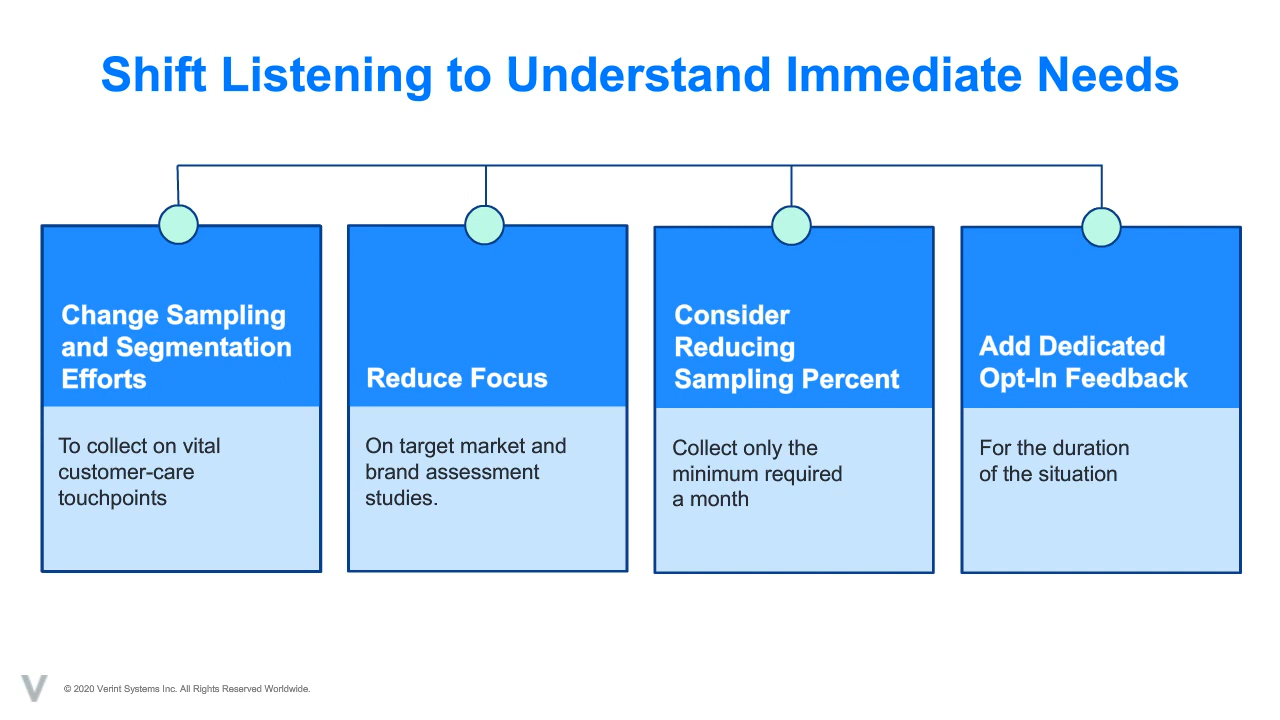 Shift Listening to Understand Immediate Needs
Change Sampling
and Segmentation
Efforts
To collect on vital
customer-care
touchpoints
Reduce Focus
On target market and
brand assessment
studies.
Consider
Reducing
Sampling Percent
Collect only the
minimum required
a month
Add Dedicated
Opt-In Feedback
For the duration
of the situation
© 2020 Verint Systems Inc. All Rights Reserved Worldwide.